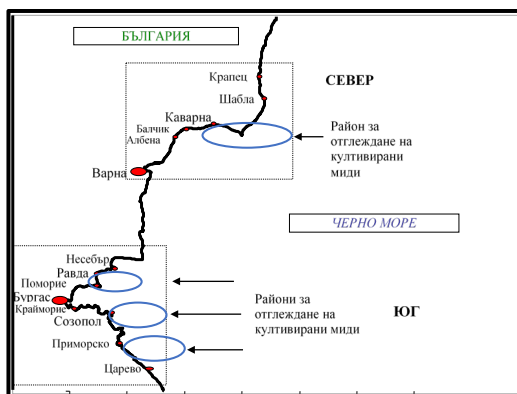 БЪЛГАРИЯ
Крапец
СЕВЕР
Шабла
Каварна
Балчик
Албена
Район за
отглеждане на
култивирани
миди
Варна
ЧЕРНО МОРЕ
Несебър
Равда
Поморие
Бургас
Крайморие
Созопол
Райони за
отглеждане на
култивирани миди
ЮГ
Приморско
Царево